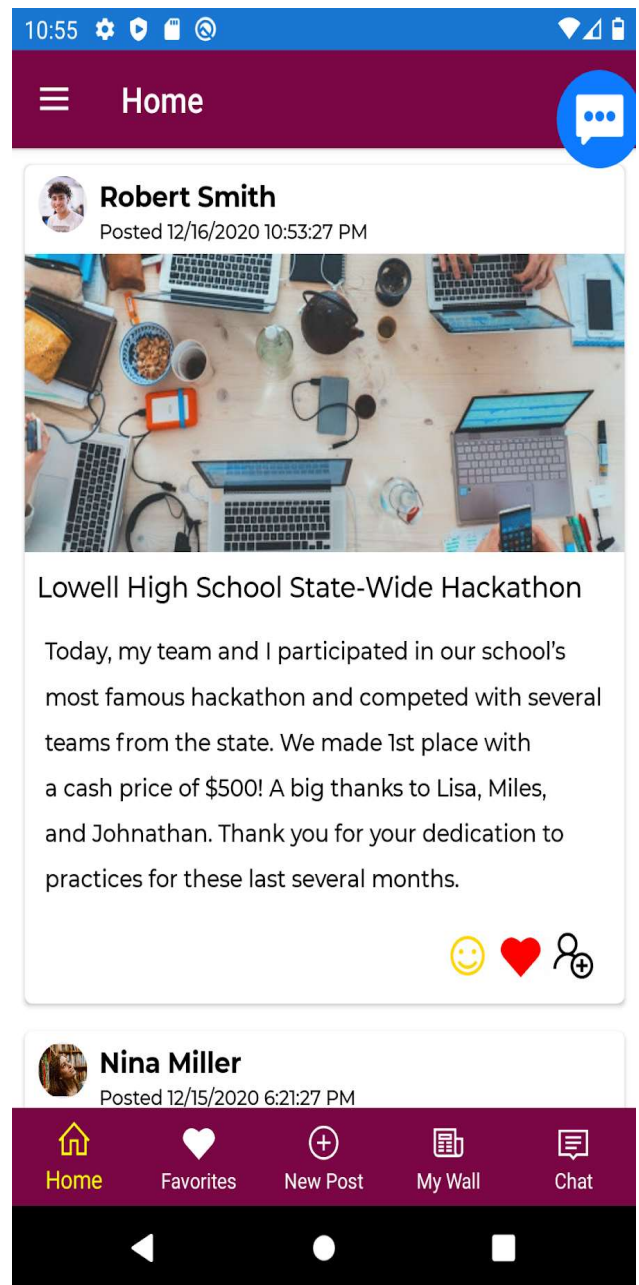 10:55
Home
Robert Smith
Posted 12/16/2020 10:53:27 PM
Lowell High School State-Wide Hackathon
Today, my team and I participated in our school's
most famous hackathon and competed with several
teams from the state. We made 1st place with
a cash price of $500! A big thanks to Lisa, Miles,
and Johnathan. Thank you for your dedication to
practices for these last several months.
Nina Miller
Posted 12/15/2020 6:21:27 PM
Home Favorites New Post My Wall Chat